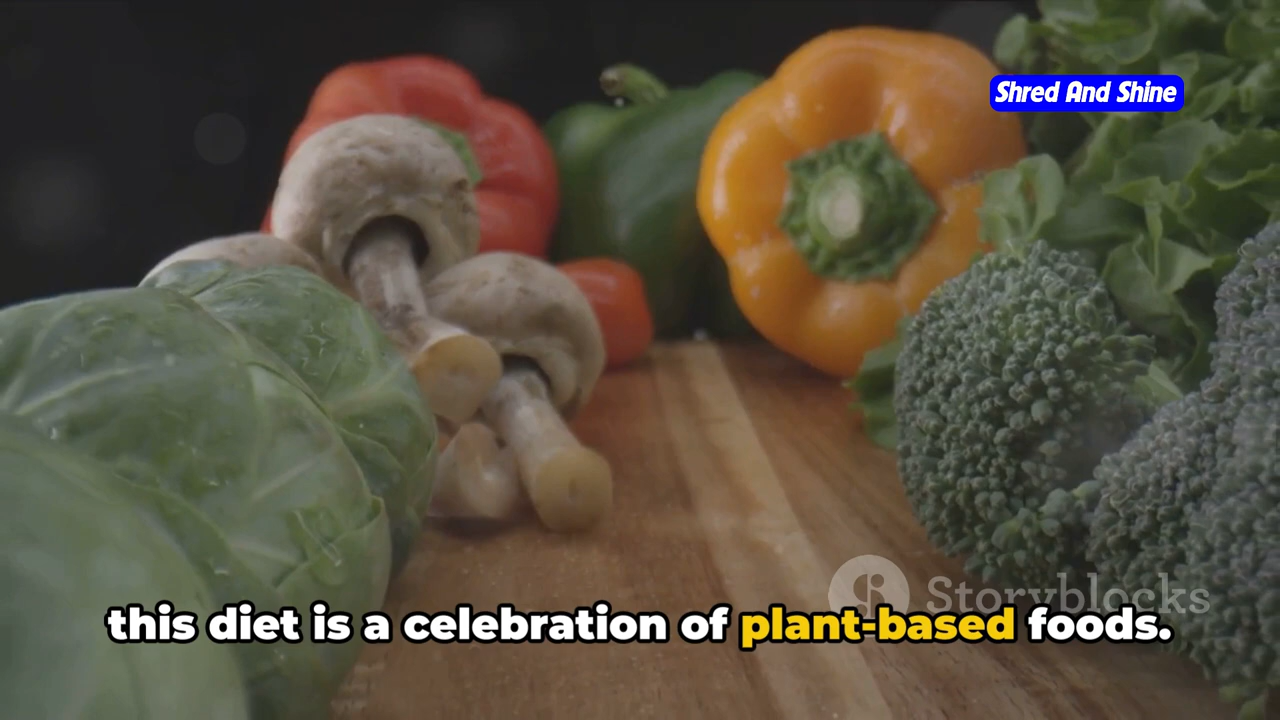 Shred And Shine
Storyblocks
this diet is a celebration of plant-based foods.